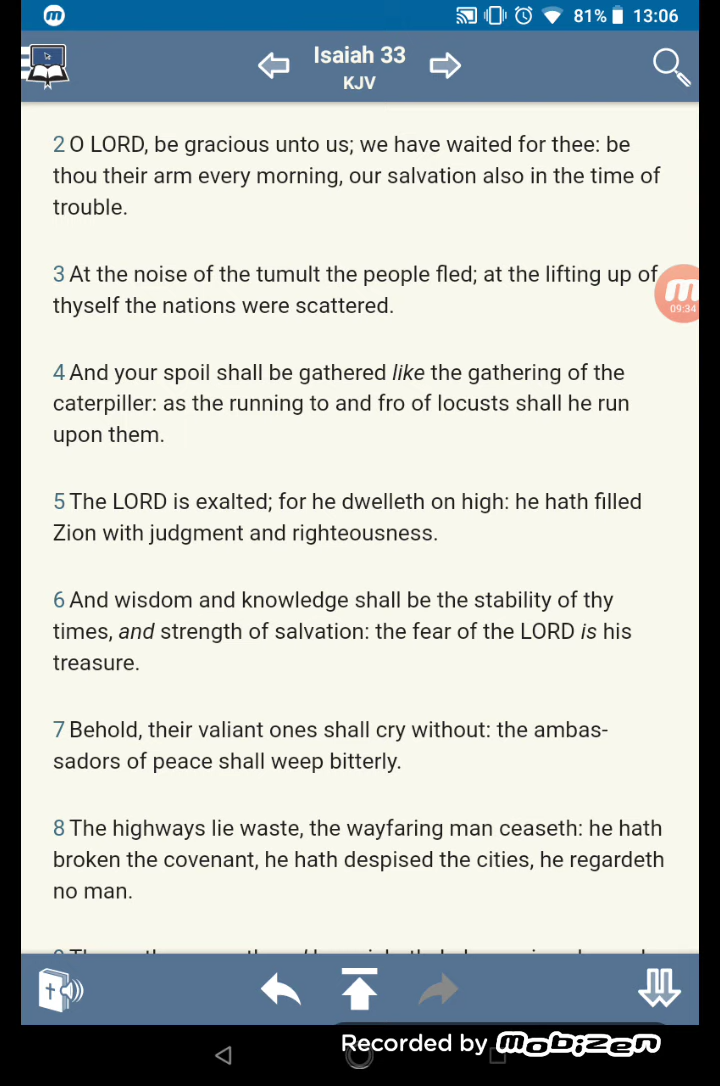 m 81% 13:06
Isaiah 33
KJV
2 O LORD, be gracious unto us; we have waited for thee: be
thou their arm every morning, our salvation also in the time of
trouble.
3 At the noise of the tumult the people fled; at the lifting up of
thyself the nations were scattered.
m
09:34
4 And your spoil shall be gathered like the gathering of the
caterpiller: as the running to and fro of locusts shall he run
upon them.
5 The LORD is exalted; for he dwelleth on high: he hath filled
Zion with judgment and righteousness.
6 And wisdom and knowledge shall be the stability of thy
times, and strength of salvation: the fear of the LORD is his
treasure.
7 Behold, their valiant ones shall cry without: the ambas-
sadors of peace shall weep bitterly.
8 The highways lie waste, the wayfaring man ceaseth: he hath
broken the covenant, he hath despised the cities, he regardeth
no man.
Recorded by mobizen